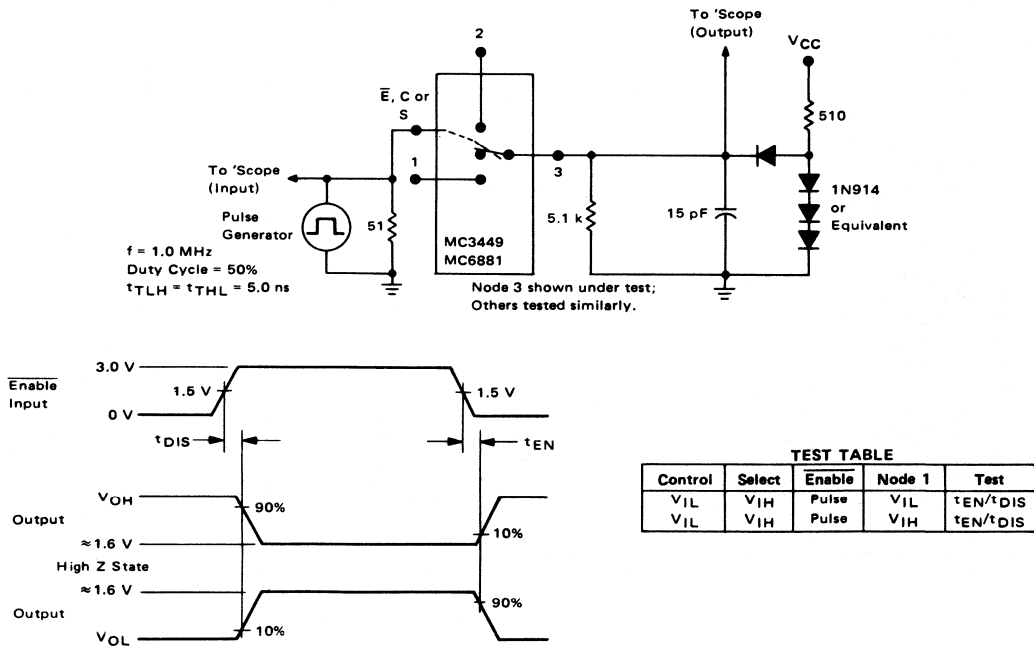 To 'Scope
(Output)
VCC
2
510
E̅, C or
S
1
3
To 'Scope
(Input)
Pulse
Generator
51
5.1 k
15 pF
1N914
or
Equivalent
MC3449
MC6881
f = 1.0 MHz
Duty Cycle = 50%
tTLH = tTHL = 5.0 ns
Node 3 shown under test;
Others tested similarly.
Enable
Input
3.0 V
1.5 V
1.5 V
0 V
tDIS
tEN
VOH
90%
Output
10%
≈1.6 V
High Z State
≈1.6 V
90%
Output
10%
VOL
TEST TABLE
Control Select Enable Node 1 Test
VIL VIH Pulse VIL tEN/tDIS
VIL VIH Pulse VIH tEN/tDIS